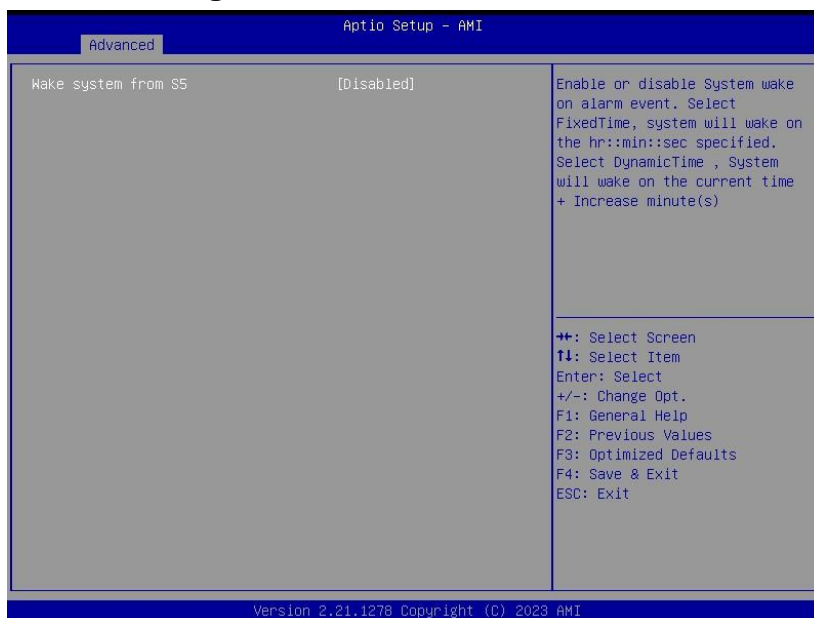 Aptio Setup - AMI
Advanced
Wake system from S5 [Disabled]
Enable or disable System wake
on alarm event. Select
FixedTime, system will wake on
the hr::min::sec specified.
Select DynamicTime , System
will wake on the current time
+ Increase minute(s)
→←: Select Screen
↑↓: Select Item
Enter: Select
+/-: Change Opt.
F1: General Help
F2: Previous Values
F3: Optimized Defaults
F4: Save & Exit
ESC: Exit
Version 2.21.1278 Copyright (C) 2023 AMI